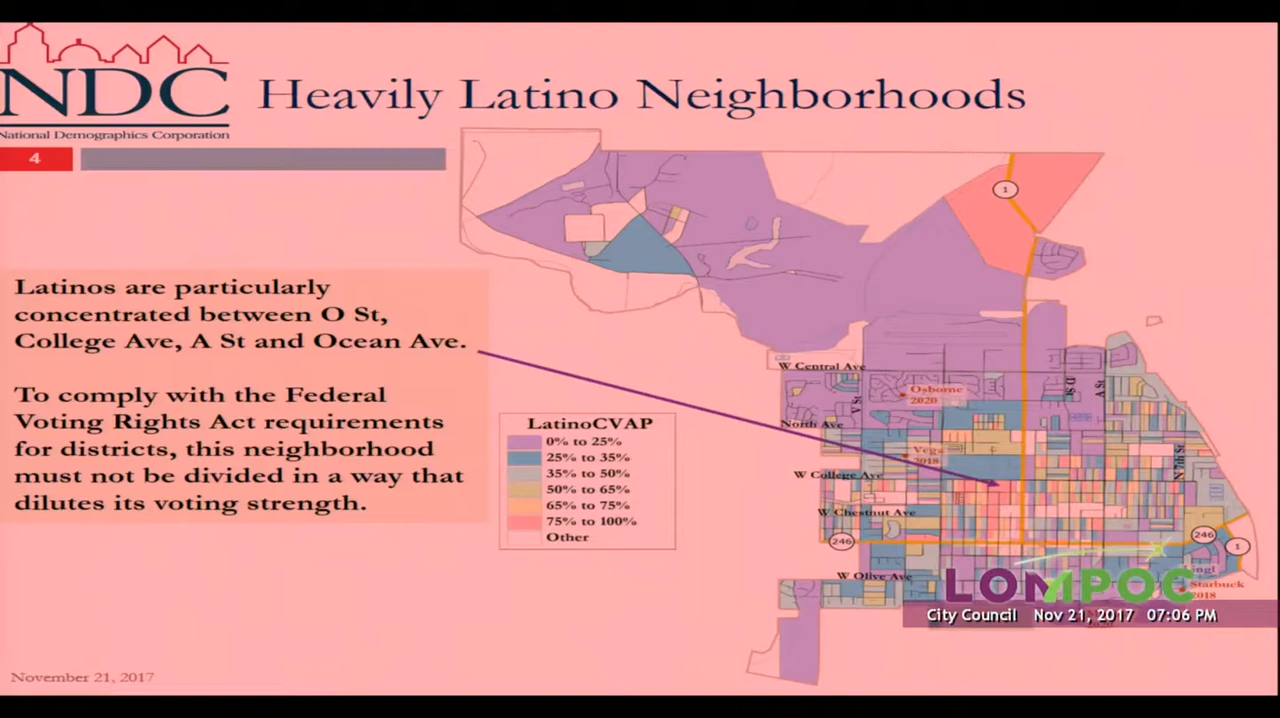 NDC
National Demographics Corporation
Heavily Latino Neighborhoods
4
Latinos are particularly
concentrated between O St,
College Ave, A St and Ocean Ave.
To comply with the Federal
Voting Rights Act requirements
for districts, this neighborhood
must not be divided in a way that
dilutes its voting strength.
LatinoCVAP
0% to 25%
25% to 35%
35% to 50%
50% to 65%
65% to 75%
75% to 100%
Other
1
W Central Ave
V St
D St
A St
Osborne
2020
North Ave
Vega
2018
W College Ave
N 7th St
W Chestnut Ave
246
246
1
W Olive Ave
Starbuck
2018
LOMPOC
City Council Nov 21, 2017 07:06 PM
November 21, 2017